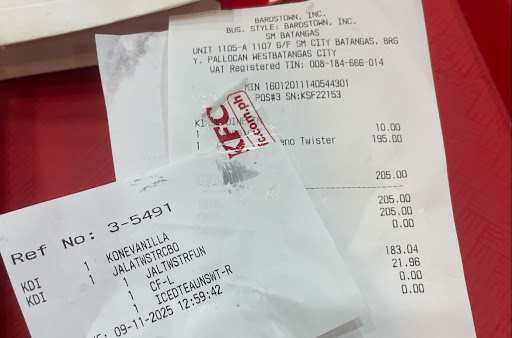 BARDSTOWN, INC.
BUS. STYLE: BARDSTOWN, INC.
SM BATANGAS
UNIT 1105-A 1107 G/F SM CITY BATANGAS, BRG
Y. PALLOCAN WESTBATANGAS CITY
VAT Registered TIN: 008-184-666-014
MIN 16012011140544301
POS#3 SN:KSF22153
10.00
1 eno Twister 195.00
205.00
205.00
205.00
0.00
183.04
21.96
0.00
0.00
KFC
fc.com.ph
Ref No: 3-5491
KDI 1 KONEVANILLA
KDI 1 JALATWSTRCBO
1 JALTWSTRFUN
1 CF-L
1 ICEDTEAUNSWT-R
09-11-2025 12:59:42